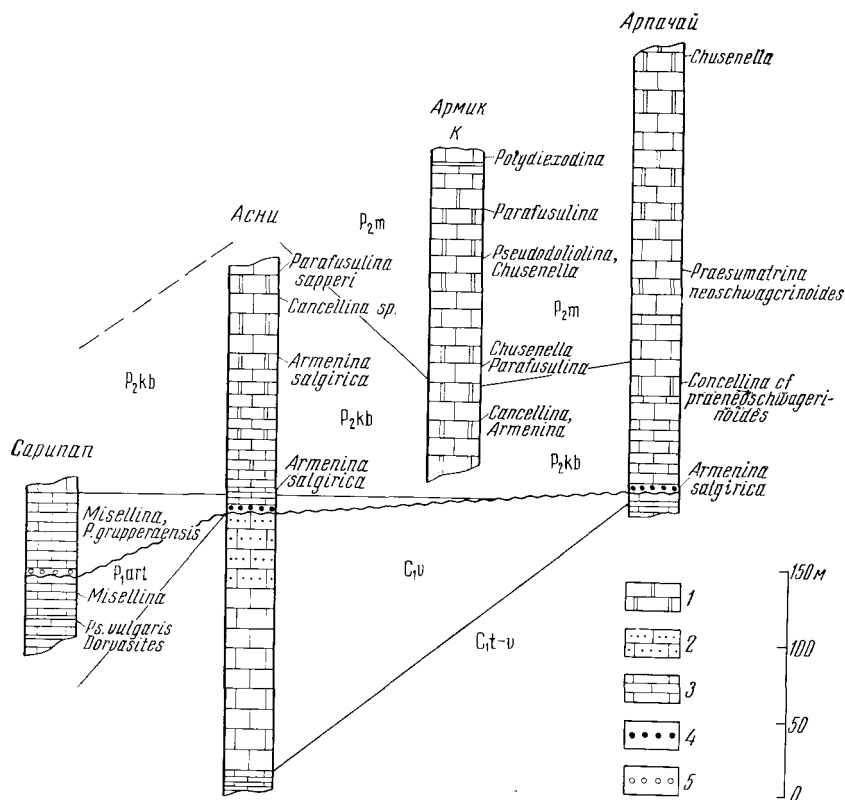 Арпачай
Chusenella
Армик
К
Polydiexodina
Асни
P₂m
Parafusulina
Parafusulina
sapperi
Pseudodoliolina,
Chusenella
Praesumatrina
neoschwagerinoides
Cancellina sp.
P₂m
Armenina
salgirica
Chusenella
Parafusulina
P₂kb
Concellina cf
praeneoschwageri-
noides
P₂kb
Cancellina,
Armenina
Сарипап
P₂kb
Armenina
salgirica
Armenina
salgirica
Misellina,
P. grupperaensis
P₁art
C₁v
Misellina
150 м
1
Ps. vulgaris
Darvasites
C₁t-v
2
100
3
4
50
5
0